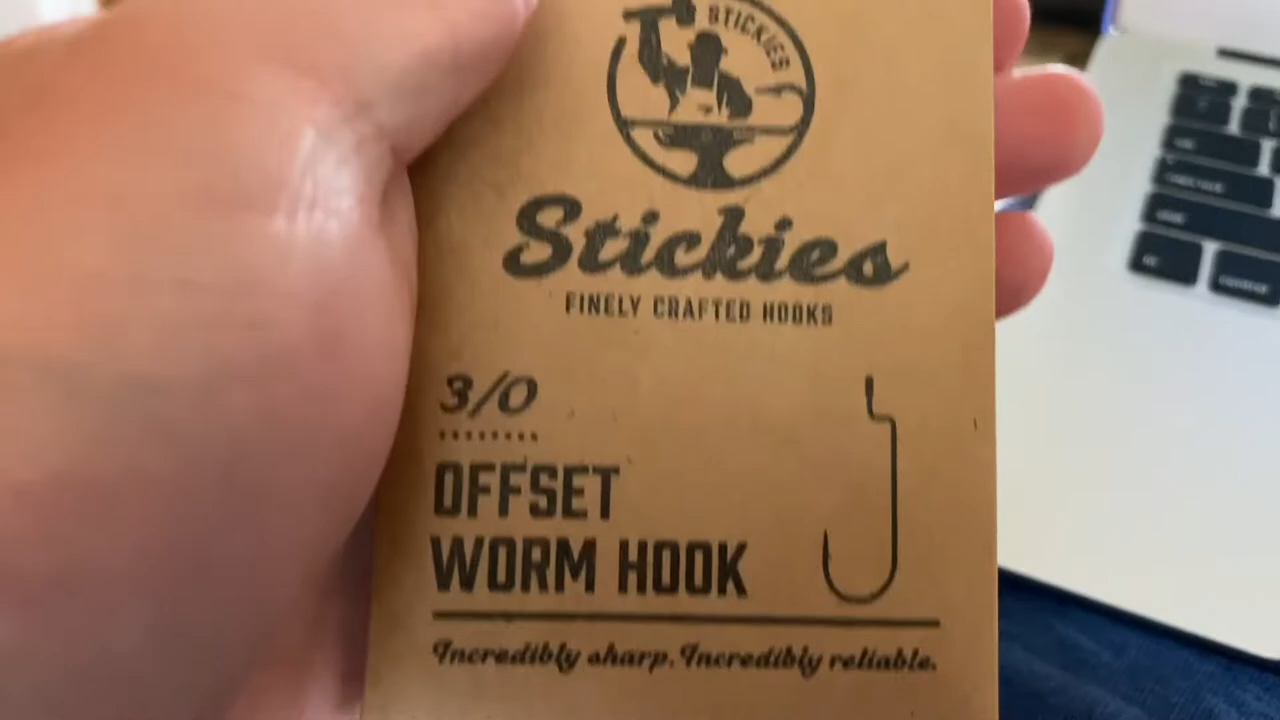 STICKIES
Stickies
FINELY CRAFTED HOOKS
3/0
OFFSET
WORM HOOK
Incredibly sharp. Incredibly reliable.